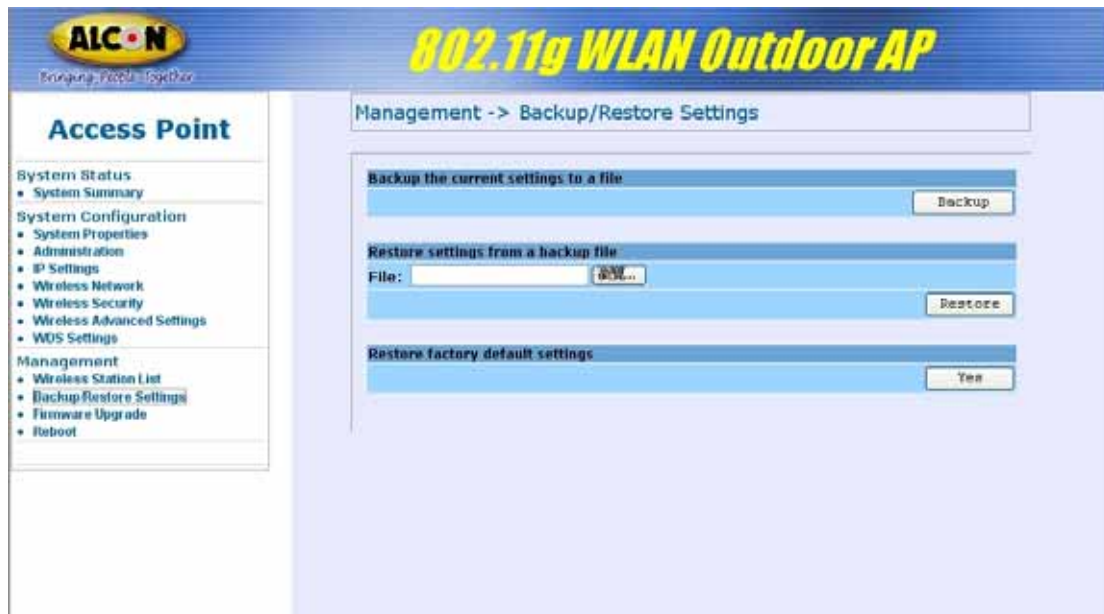 ALCON
Bringing People Together
802.11g WLAN Outdoor AP
Access Point
System Status
System Summary
System Configuration
System Properties
Administration
IP Settings
Wireless Network
Wireless Security
Wireless Advanced Settings
WDS Settings
Management
Wireless Station List
Backup/Restore Settings
Firmware Upgrade
Reboot
Management -> Backup/Restore Settings
Backup the current settings to a file
Backup
Restore settings from a backup file
File:
Restore
Restore factory default settings
Yes